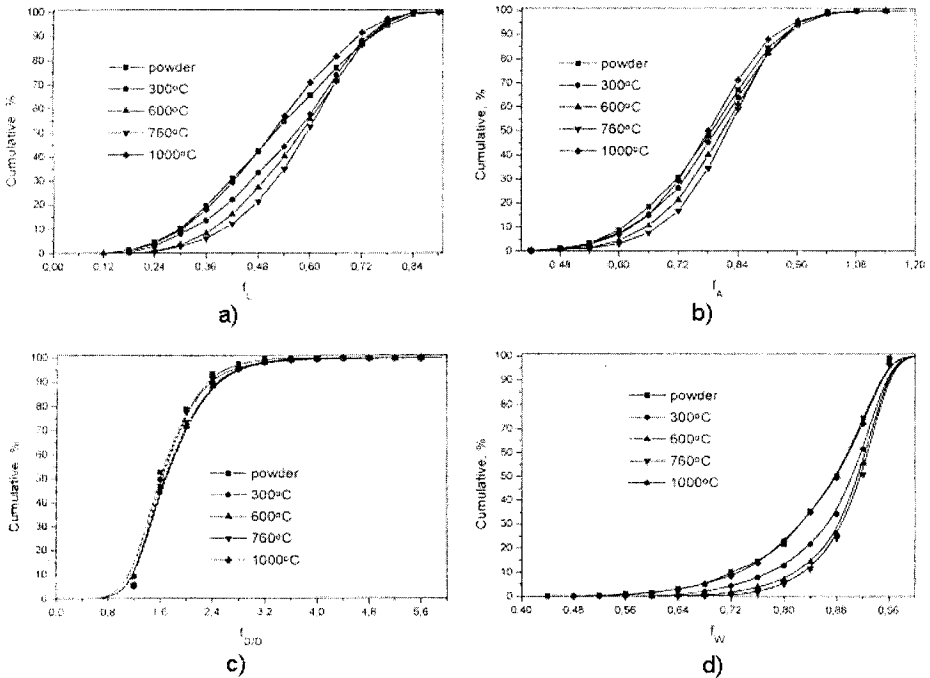 100
90
80
70
60
50
40
30
20
10
0
Cumulative, %
powder
300ºC
600ºC
760ºC
1000ºC
0,00 0,12 0,24 0,36 0,48 0,60 0,72 0,84
f_L
a)
100
90
80
70
60
50
40
30
20
10
0
Cumulative, %
powder
300ºC
600ºC
760ºC
1000ºC
0,48 0,60 0,72 0,84 0,96 1,08 1,20
f_A
b)
100
90
80
70
60
50
40
30
20
10
0
Cumulative, %
powder
300ºC
600ºC
760ºC
1000ºC
0,0 0,8 1,6 2,4 3,2 4,0 4,8 5,6
f_D/D
c)
100
90
80
70
60
50
40
30
20
10
0
Cumulative, %
powder
300ºC
600ºC
760ºC
1000ºC
0,40 0,48 0,56 0,64 0,72 0,80 0,88 0,96
f_W
d)